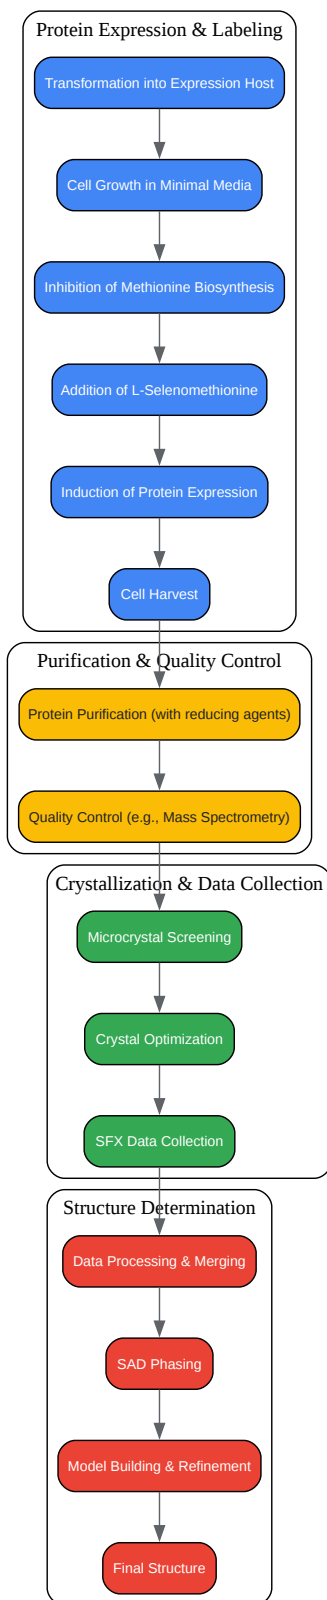 Protein Expression & Labeling
Transformation into Expression Host
Cell Growth in Minimal Media
Inhibition of Methionine Biosynthesis
Addition of L-Selenomethionine
Induction of Protein Expression
Cell Harvest
Purification & Quality Control
Protein Purification (with reducing agents)
Quality Control (e.g., Mass Spectrometry)
Crystallization & Data Collection
Microcrystal Screening
Crystal Optimization
SFX Data Collection
Structure Determination
Data Processing & Merging
SAD Phasing
Model Building & Refinement
Final Structure